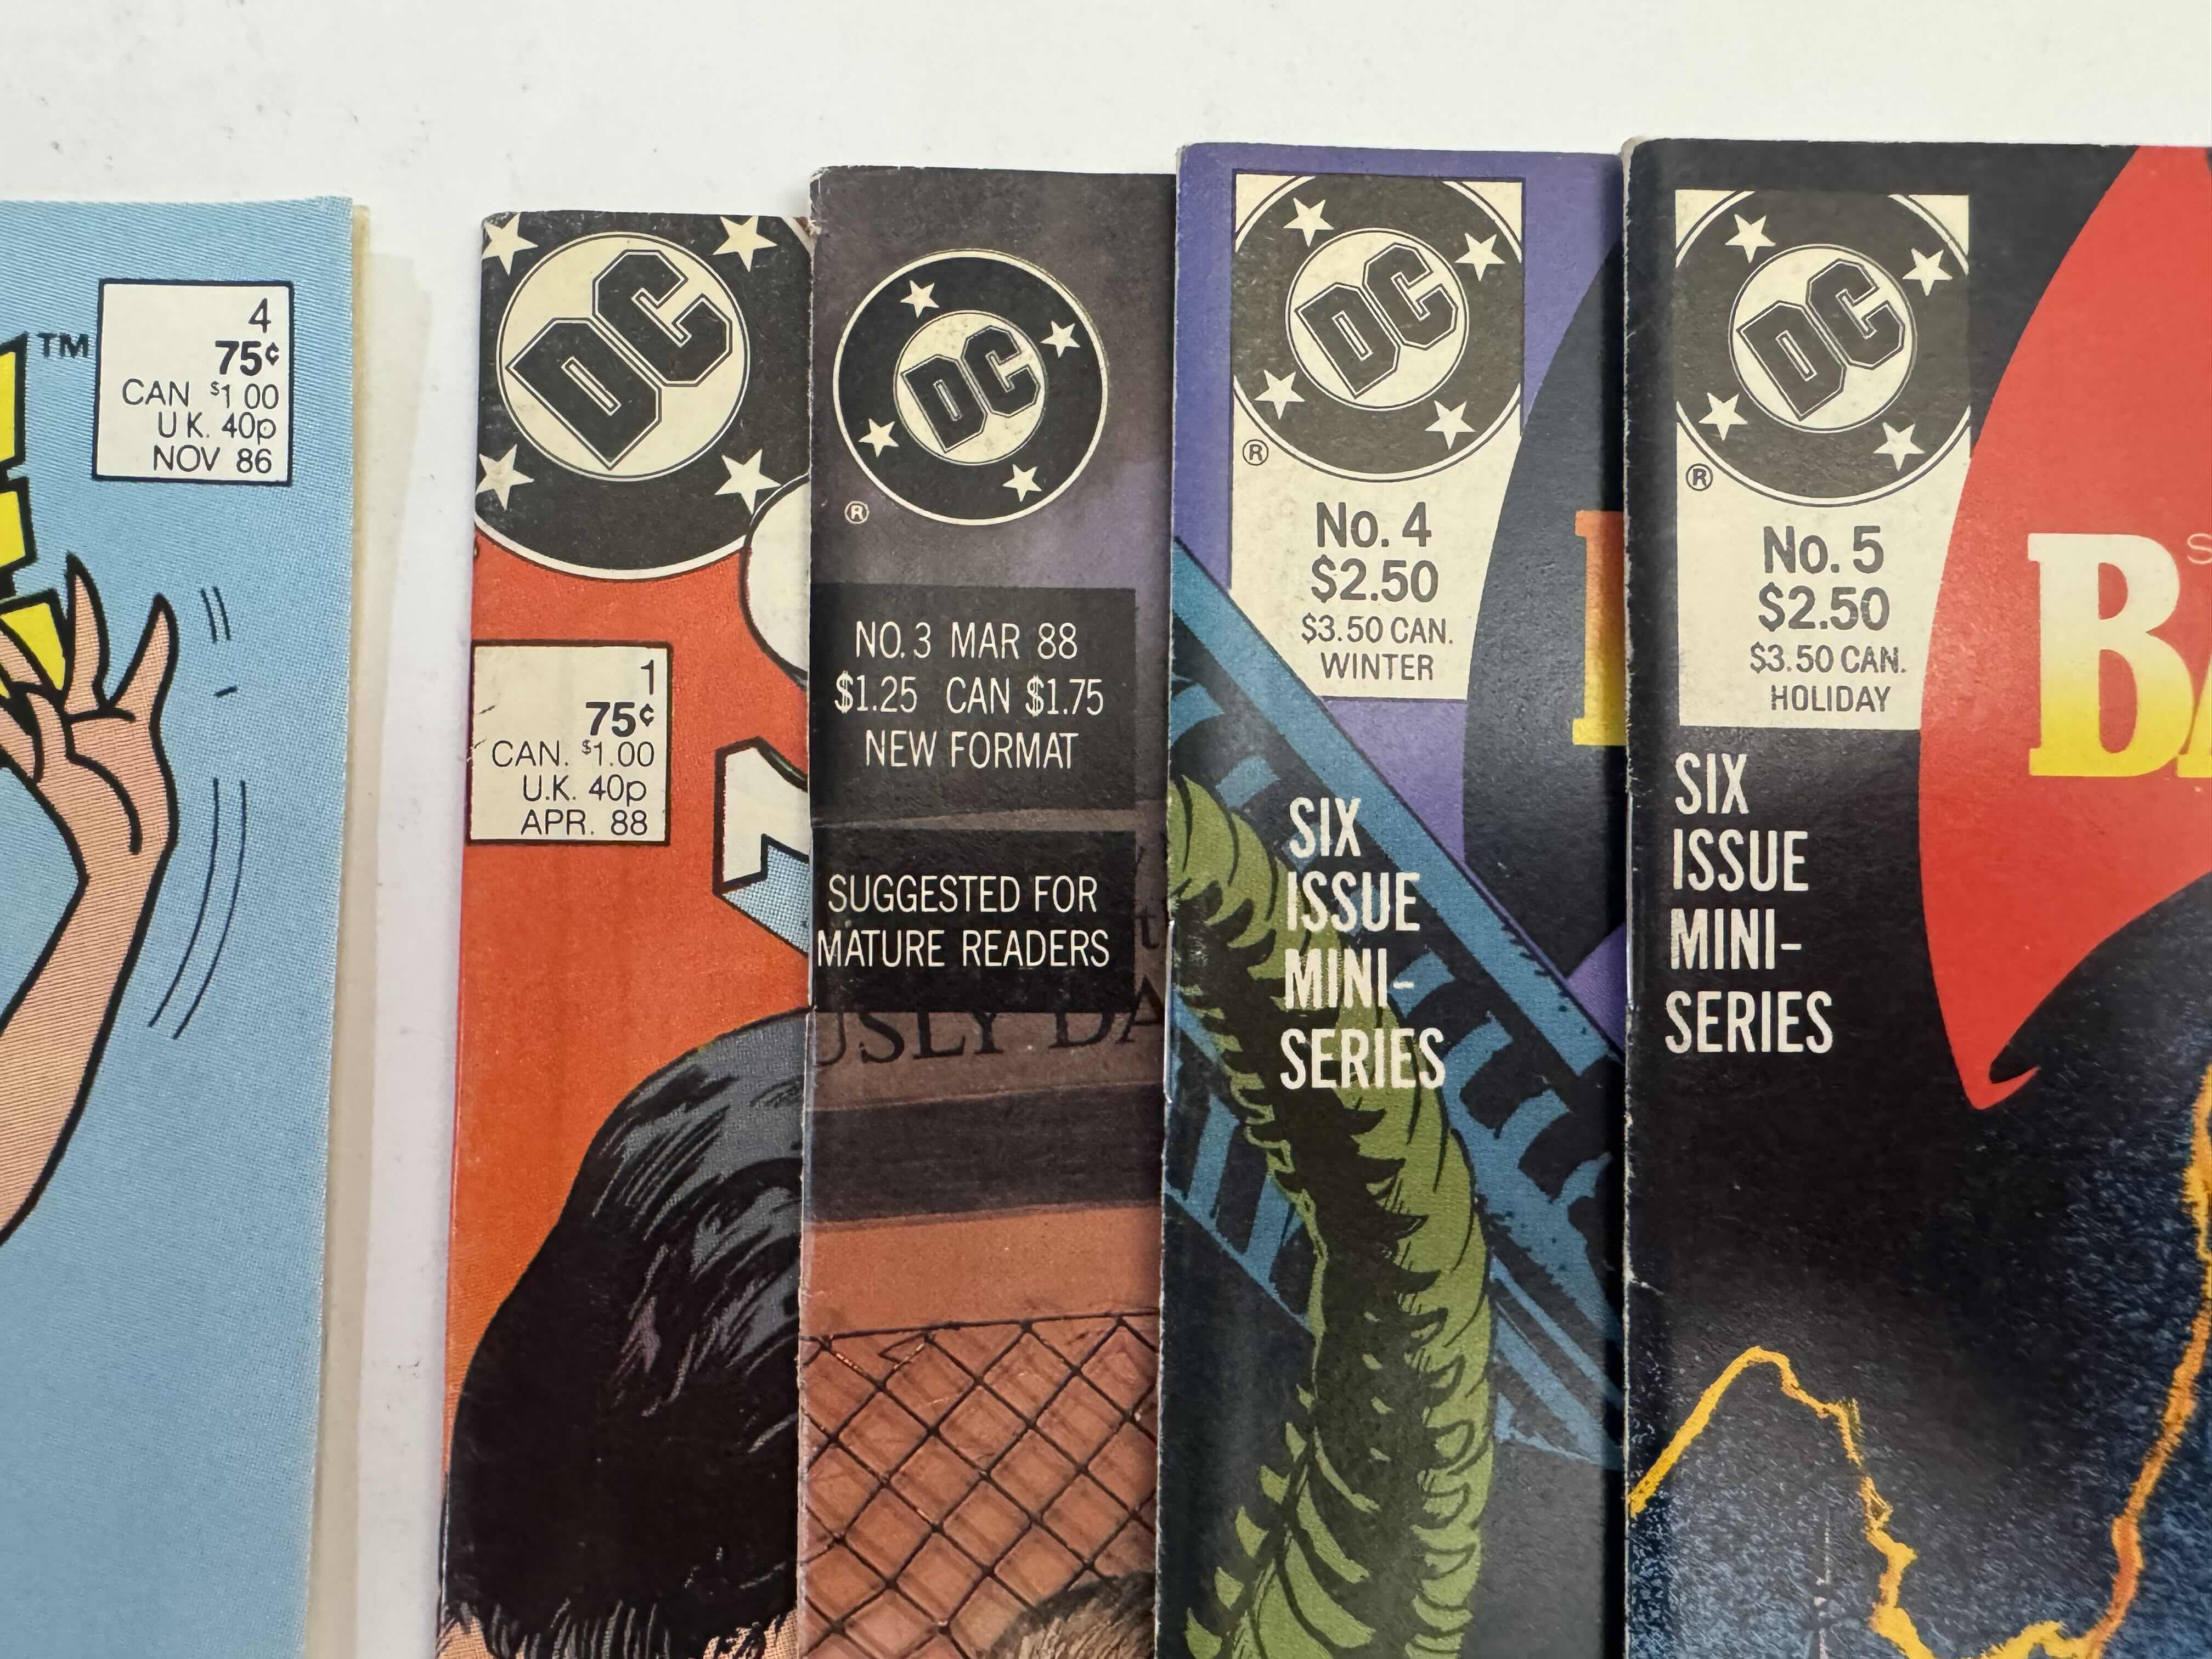 TM
4
75¢
CAN $1 00
U K. 40p
NOV 86
DC
1
75¢
CAN. $1.00
U.K. 40p
APR. 88
DC
®
NO. 3 MAR 88
$1.25 CAN $1.75
NEW FORMAT
SUGGESTED FOR
MATURE READERS
USLY DA
DC
®
No. 4
$2.50
$3.50 CAN.
WINTER
SIX
ISSUE
MINI-
SERIES
DC
®
No. 5
$2.50
$3.50 CAN.
HOLIDAY
SIX
ISSUE
MINI-
SERIES
S
BA